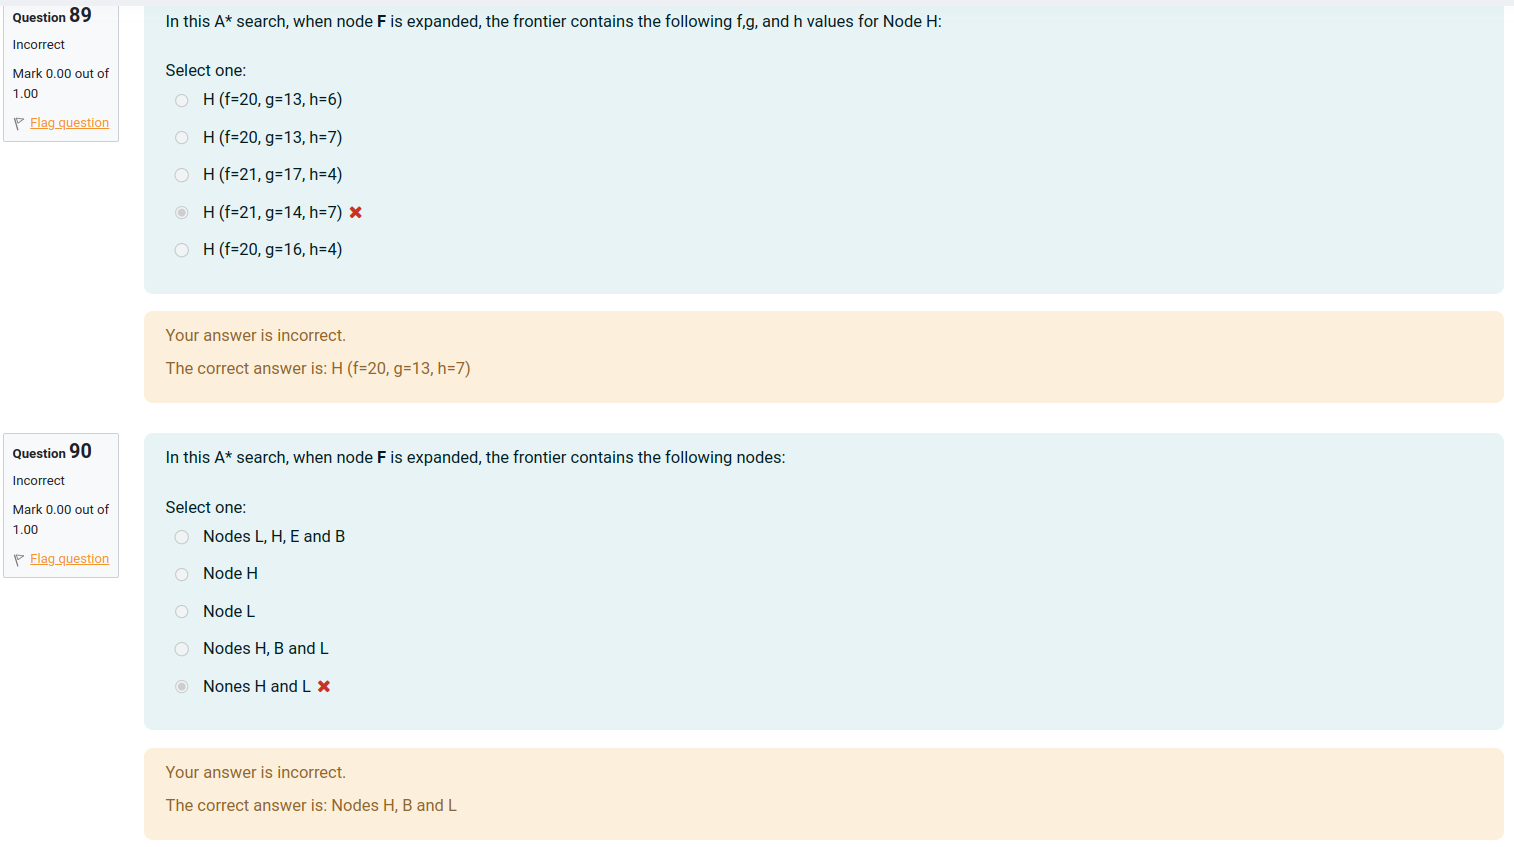 Question 89
Incorrect
Mark 0.00 out of
1.00
Flag question
In this A* search, when node F is expanded, the frontier contains the following f,g, and h values for Node H:
Select one:
H (f=20, g=13, h=6)
H (f=20, g=13, h=7)
H (f=21, g=17, h=4)
H (f=21, g=14, h=7)
H (f=20, g=16, h=4)
Your answer is incorrect.
The correct answer is: H (f=20, g=13, h=7)
Question 90
Incorrect
Mark 0.00 out of
1.00
Flag question
In this A* search, when node F is expanded, the frontier contains the following nodes:
Select one:
Nodes L, H, E and B
Node H
Node L
Nodes H, B and L
Nones H and L
Your answer is incorrect.
The correct answer is: Nodes H, B and L